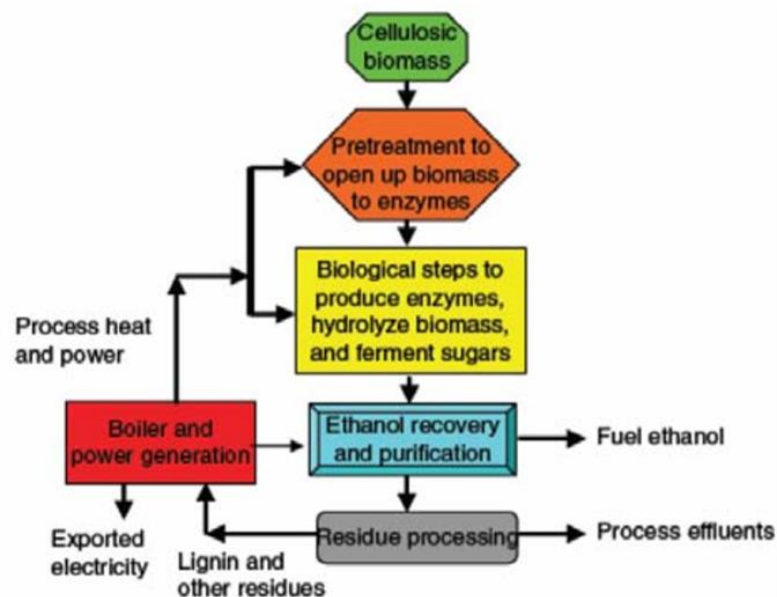 Cellulosic
biomass
Pretreatment to
open up biomass
to enzymes
Biological steps to
produce enzymes,
hydrolyze biomass,
and ferment sugars
Process heat
and power
Boiler and
power generation
Ethanol recovery
and purification
Fuel ethanol
Exported
electricity
Lignin and
other residues
Residue processing
Process effluents